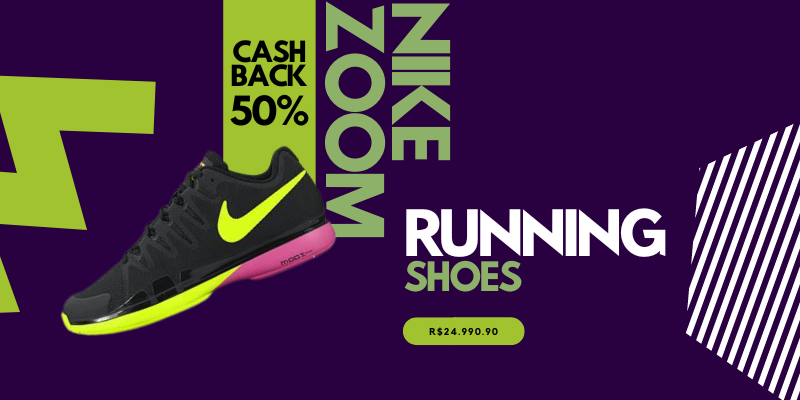 CASH
BACK
50%
NIKE
ZOOM
RUNNING
SHOES
R$24.990.90